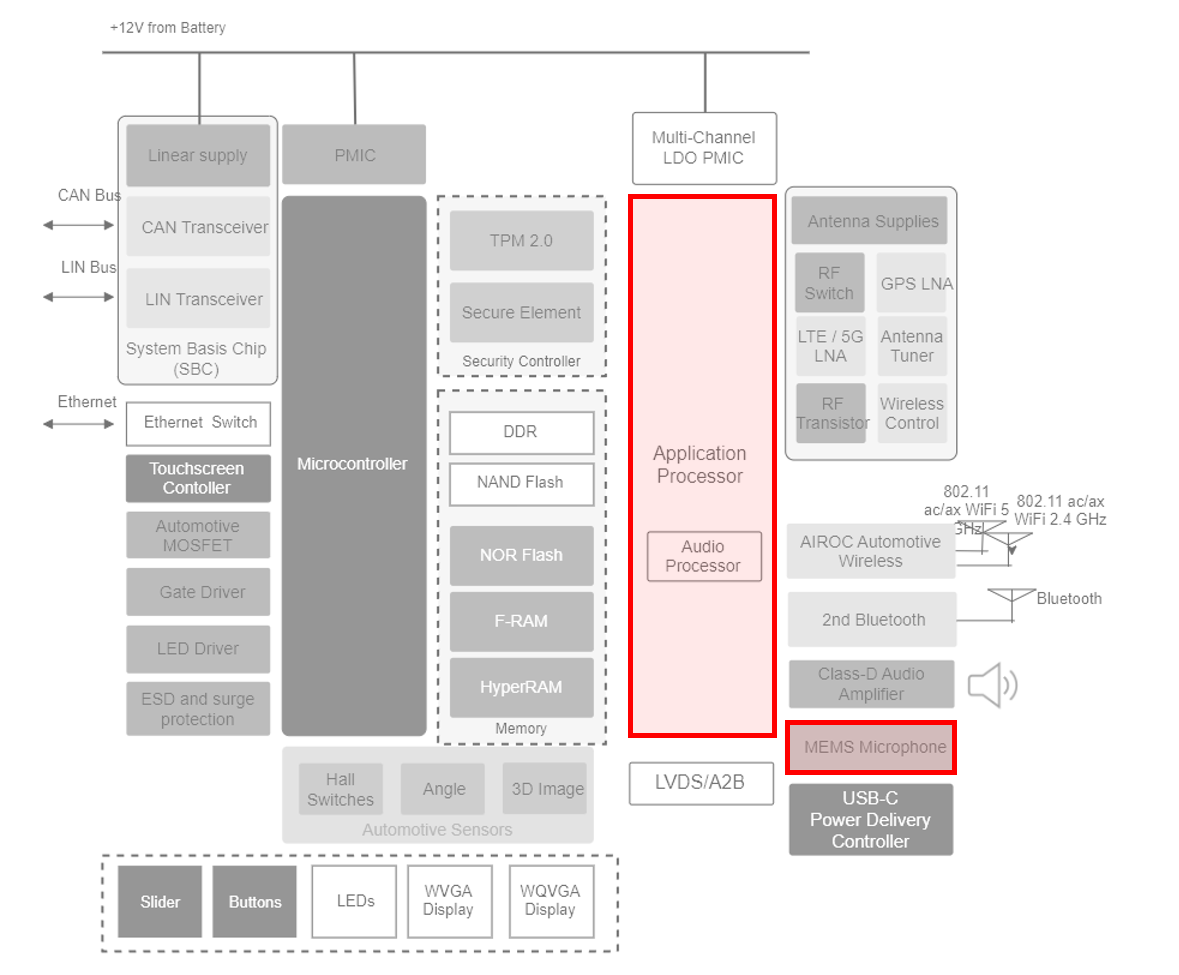 +12V from Battery
Linear supply
PMIC
Multi-Channel
LDO PMIC
CAN Bus
CAN Transceiver
LIN Bus
LIN Transceiver
System Basis Chip
(SBC)
Ethernet
Ethernet Switch
Touchscreen
Contoller
Automotive
MOSFET
Gate Driver
LED Driver
ESD and surge
protection
Microcontroller
TPM 2.0
Secure Element
Security Controller
DDR
NAND Flash
NOR Flash
F-RAM
HyperRAM
Memory
Hall
Switches
Angle
3D Image
Automotive Sensors
Slider
Buttons
LEDs
WVGA
Display
WQVGA
Display
Application
Processor
Audio
Processor
LVDS/A2B
Antenna Supplies
RF
Switch
GPS LNA
LTE / 5G
LNA
Antenna
Tuner
RF
Transistor
Wireless
Control
802.11
ac/ax WiFi 5
GHz
802.11 ac/ax
WiFi 2.4 GHz
AIROC Automotive
Wireless
2nd Bluetooth
Bluetooth
Class-D Audio
Amplifier
MEMS Microphone
USB-C
Power Delivery
Controller